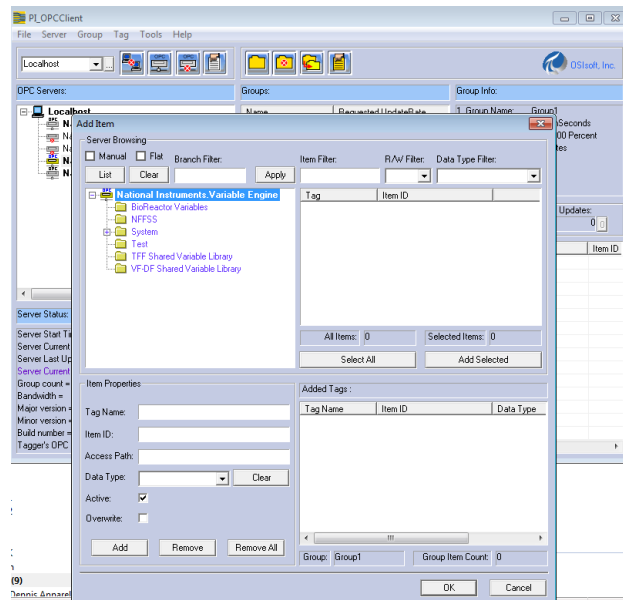 PI_OPCClient
File Server Group Tag Tools Help
Localhost
...
OSIsoft, Inc.
OPC Servers:
Groups:
Group Info:
Localhost
Name
Requested UpdateRate
1. Group Name: Group1
Add Item
Server Browsing
Manual
Flat
Branch Filter:
Item Filter:
R/W Filter:
Data Type Filter:
List
Clear
Apply
National Instruments.Variable Engine
BioReactor Variables
NFFSS
System
Test
TFF Shared Variable Library
VF-DF Shared Variable Library
Tag
Item ID
All Items: 0
Selected Items: 0
Select All
Add Selected
Updates:
0
0
Item ID
Server Status:
Server Start Ti
Server Current
Server Last Up
Server Current
Group count =
Bandwidth =
Major version =
Minor version =
Build number =
Tagger's OPC
Item Properties
Tag Name:
Item ID:
Access Path:
Data Type:
Clear
Active:
Overwrite:
Add
Remove
Remove All
Added Tags :
Tag Name
Item ID
Data Type
Group: Group1
Group Item Count: 0
OK
Cancel
(9)